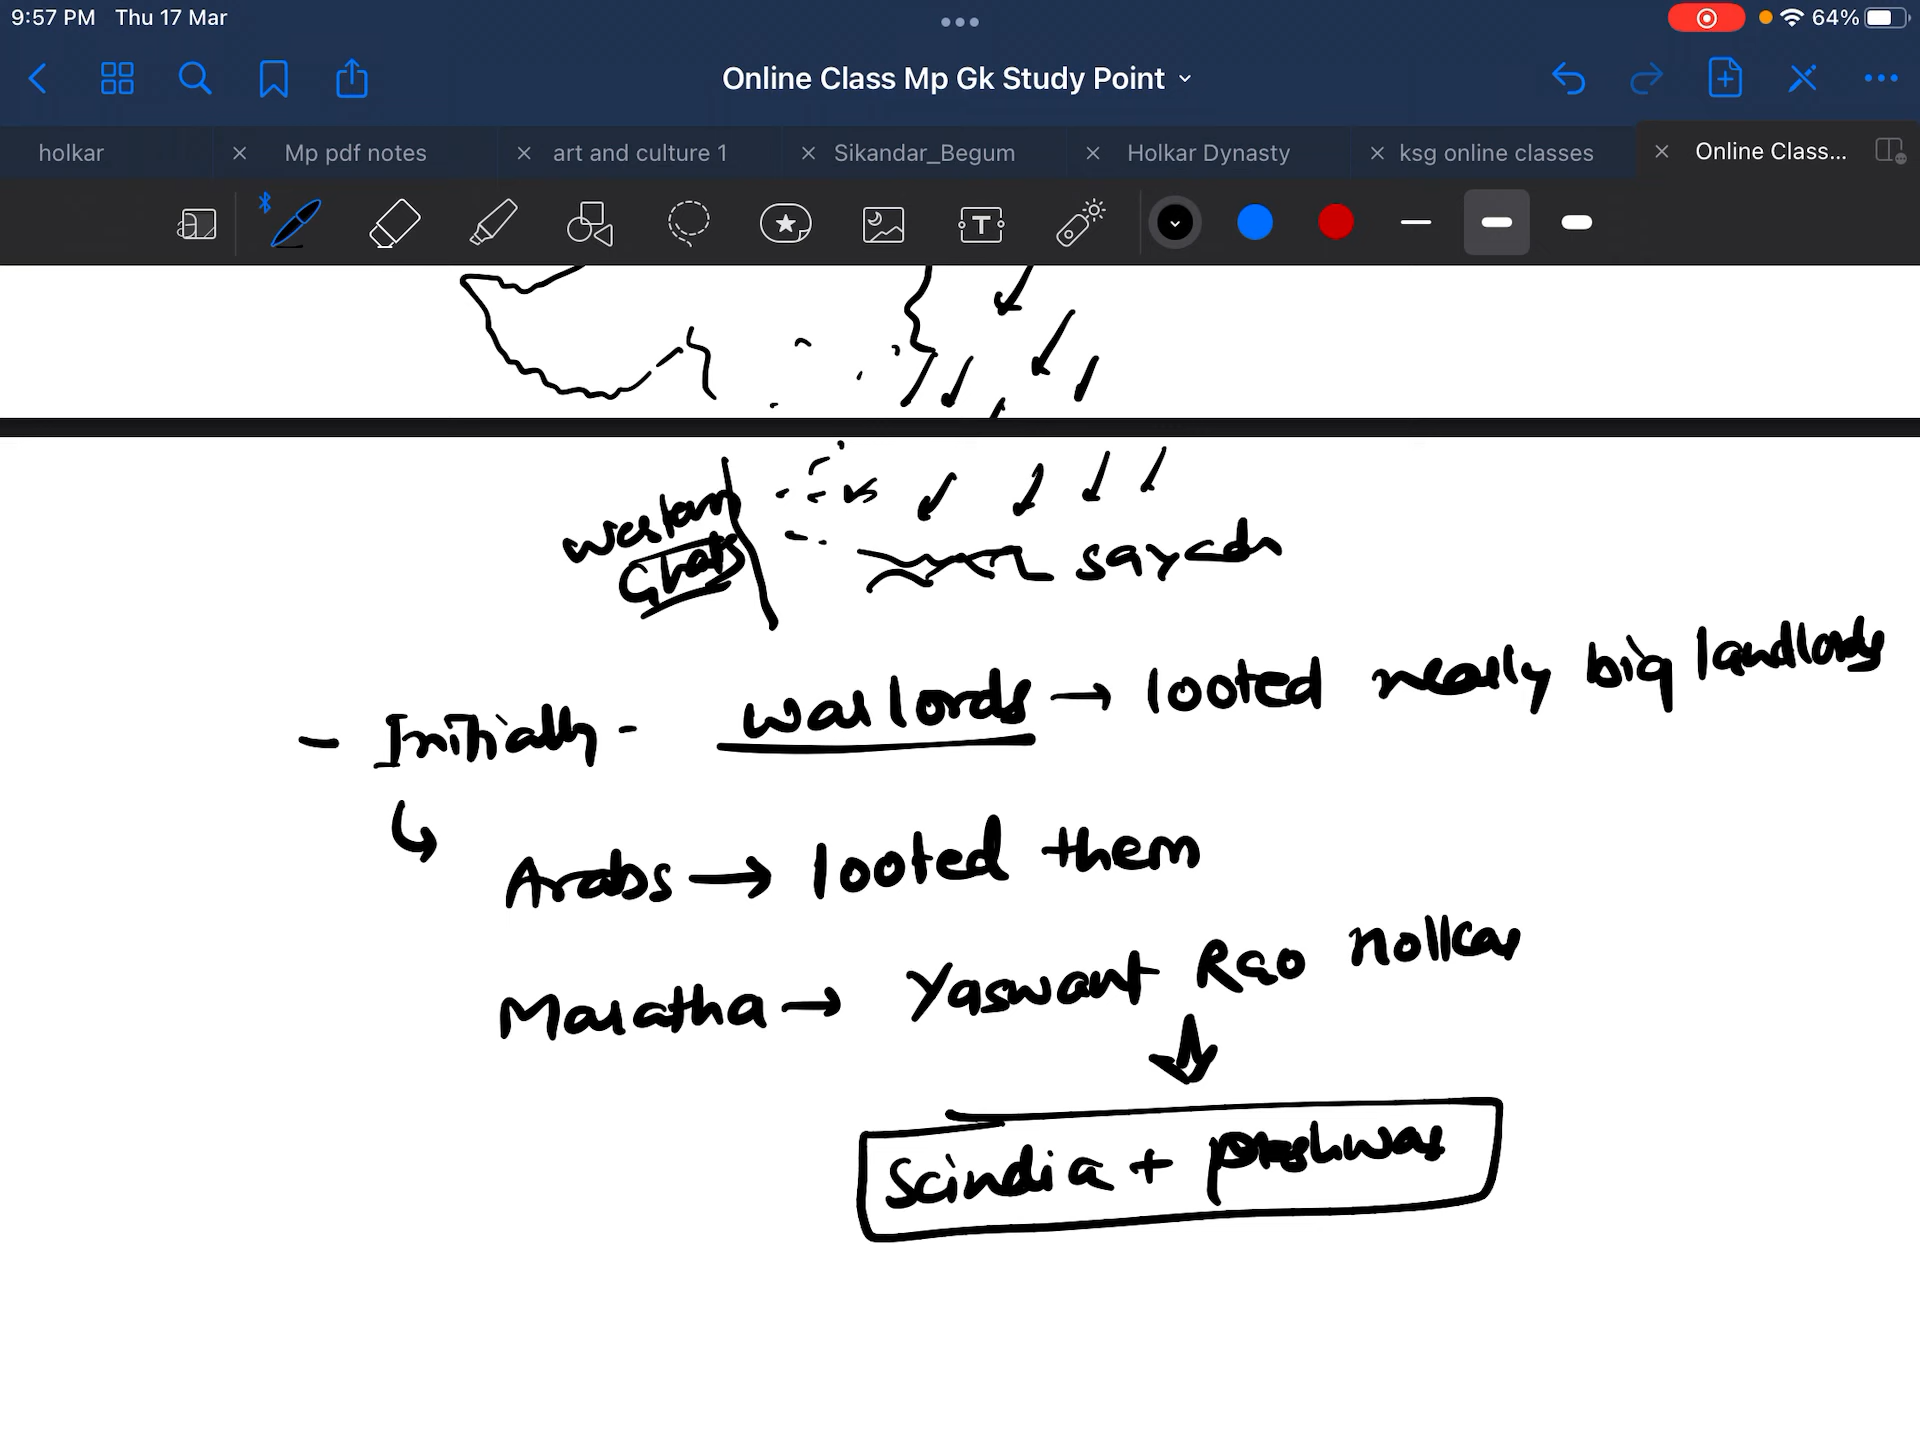 9:57 PM Thu 17 Mar
64%
Online Class Mp Gk Study Point
holkar
Mp pdf notes
art and culture 1
Sikandar_Begum
Holkar Dynasty
ksg online classes
Online Class...
T
western
Ghats
- Initially - warlords → looted nearly big landlords
Arabs → looted them
Maratha → Yaswant Rao Hollkar
Scindia + peshwas